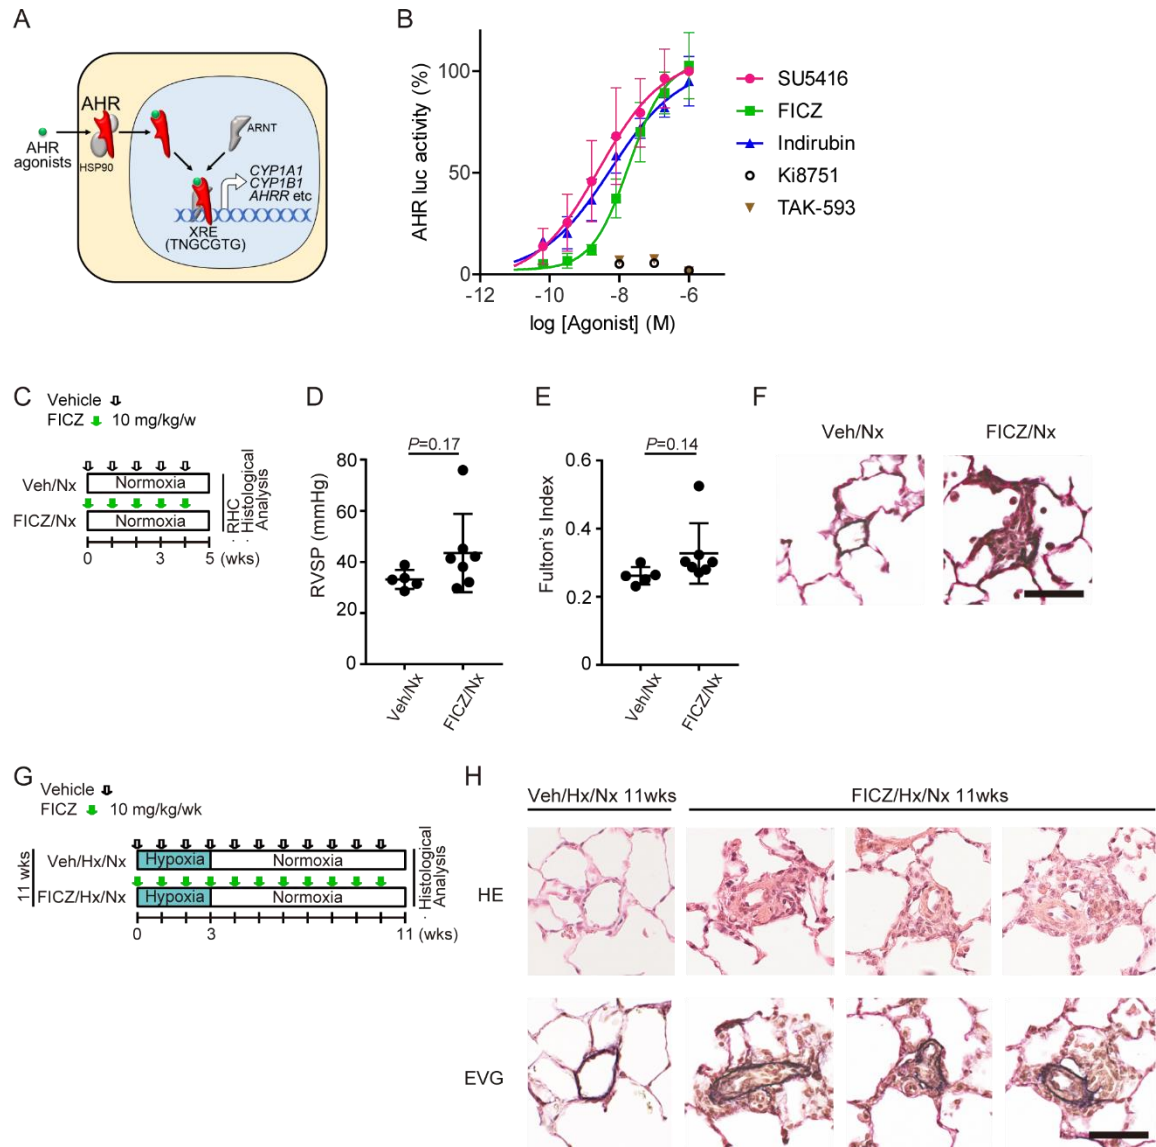 A
AHR
AHR
agonists
HSP90
ARNT
CYP1A1
CYP1B1
AHRR etc
XRE
(TNGCGTG)
B
AHR luc activity (%)
100
50
0
-12
-10
-8
-6
log [Agonist] (M)
SU5416
FICZ
Indirubin
Ki8751
TAK-593
C
Vehicle
FICZ 10 mg/kg/w
Veh/Nx
Normoxia
FICZ/Nx
Normoxia
0
3
5 (wks)
· RHC
· Histological
Analysis
D
P=0.17
RVSP (mmHg)
80
60
40
20
0
Veh/Nx
FICZ/Nx
E
P=0.14
Fulton's Index
0.6
0.4
0.2
0
Veh/Nx
FICZ/Nx
F
Veh/Nx
FICZ/Nx
G
Vehicle
FICZ 10 mg/kg/wk
11 wks
Veh/Hx/Nx
Hypoxia
Normoxia
FICZ/Hx/Nx
Hypoxia
Normoxia
0
3
11 (wks)
· Histological
Analysis
H
Veh/Hx/Nx 11wks
FICZ/Hx/Nx 11wks
HE
EVG